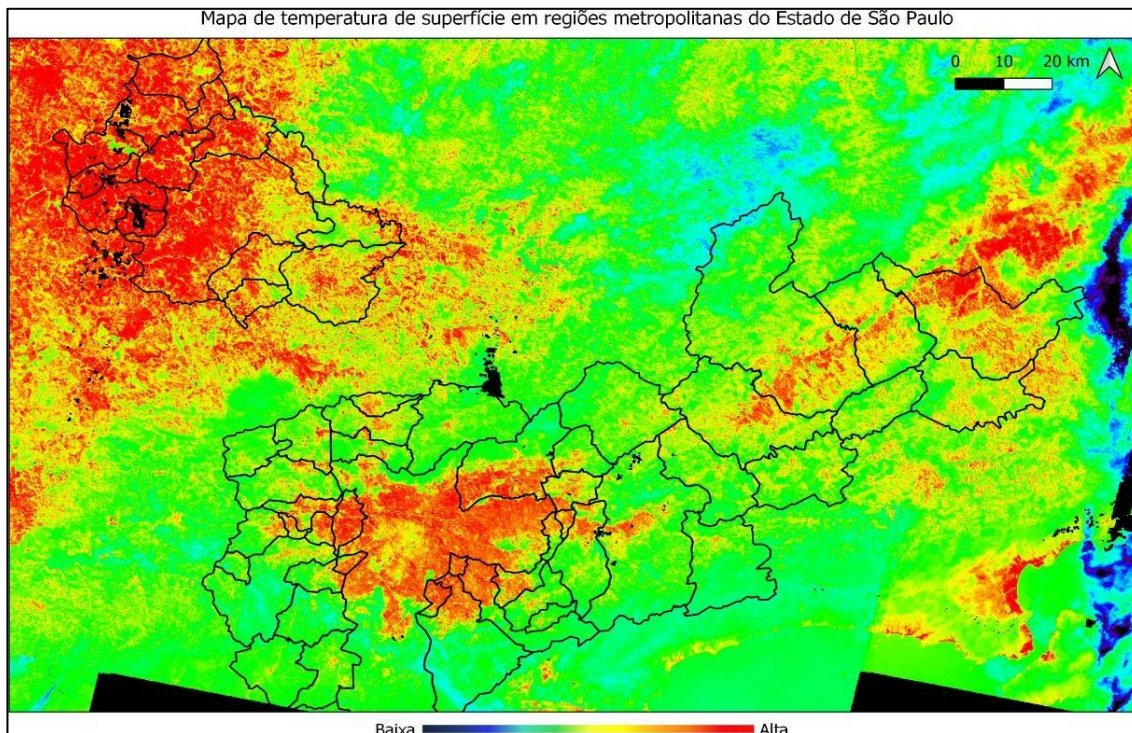 Mapa de temperatura de superfície em regiões metropolitanas do Estado de São Paulo
0 10 20 km
Baixa Alta